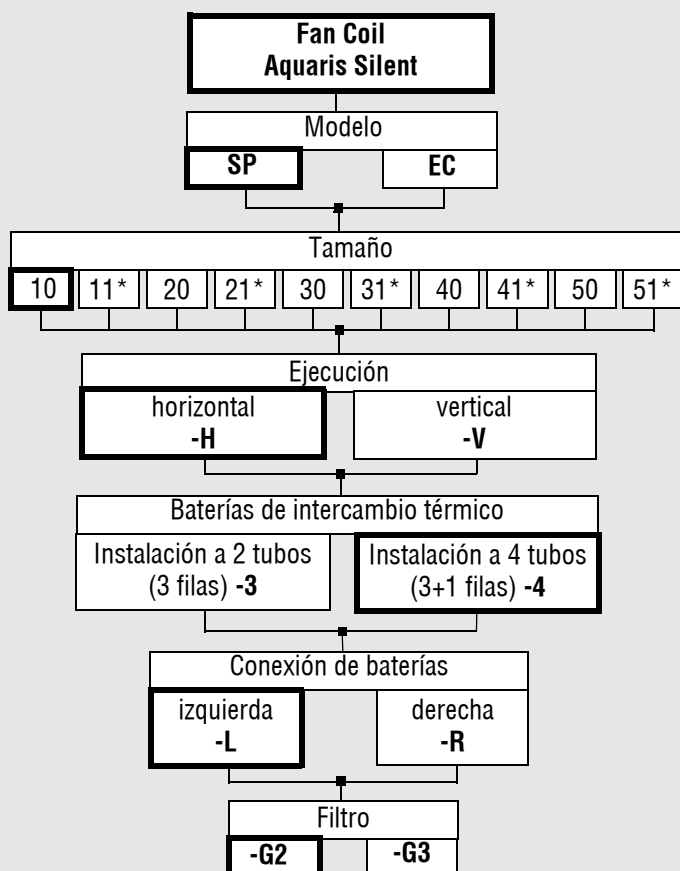 Fan Coil
Aquaris Silent
Modelo
SP EC
Tamaño
10 11* 20 21* 30 31* 40 41* 50 51*
Ejecución
horizontal vertical
-H -V
Baterías de intercambio térmico
Instalación a 2 tubos Instalación a 4 tubos
(3 filas) -3 (3+1 filas) -4
Conexión de baterías
izquierda derecha
-L -R
Filtro
-G2 -G3